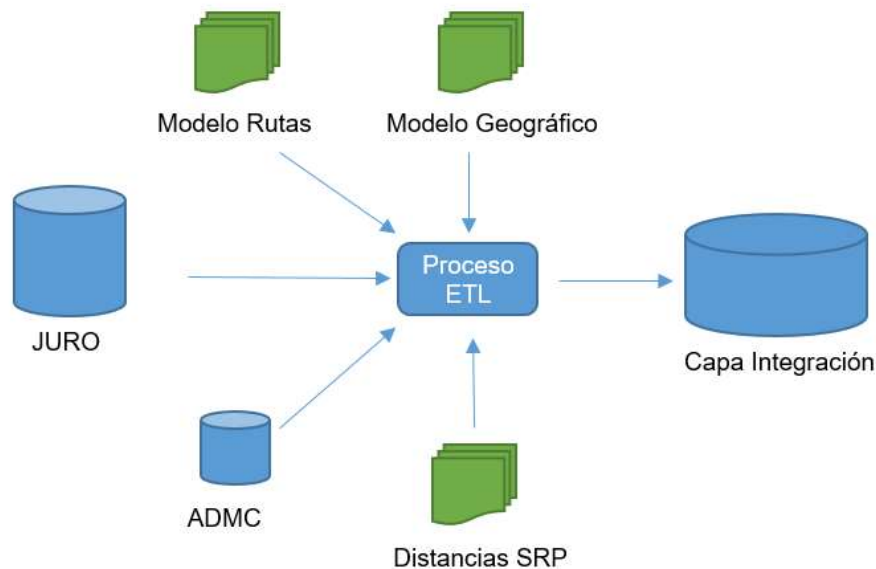 Modelo Rutas
Modelo Geográfico
JURO
Proceso
ETL
Capa Integración
ADMC
Distancias SRP